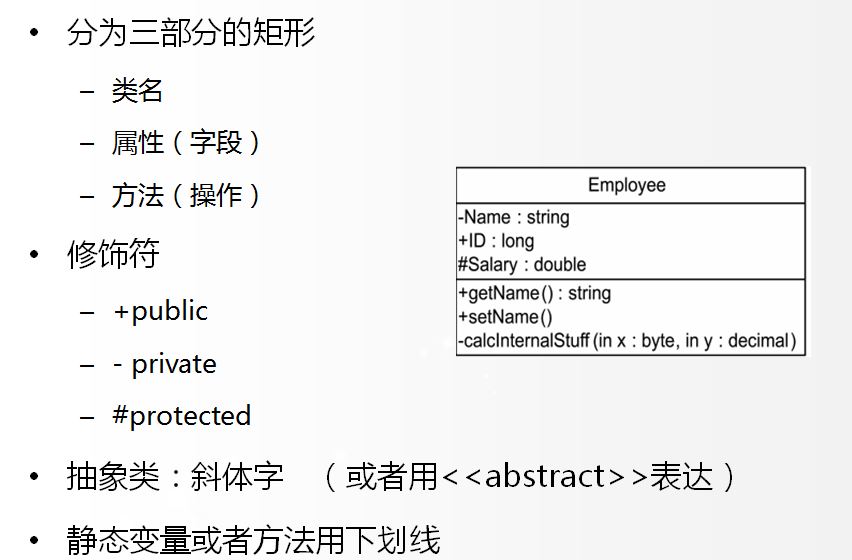 • 分为三部分的矩形
– 类名
– 属性（字段）
– 方法（操作）
• 修饰符
– +public
– - private
– #protected
• 抽象类：斜体字 （或者用<<abstract>>表达）
• 静态变量或者方法用下划线
Employee
-Name : string
+ID : long
#Salary : double
+getName() : string
+setName()
-calcInternalStuff(in x : byte, in y : decimal)